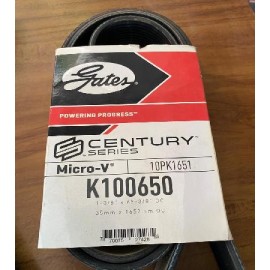 Gates
POWERING PROGRESS™
CENTURY
SERIES
Micro-V® 10PK1651
K100650